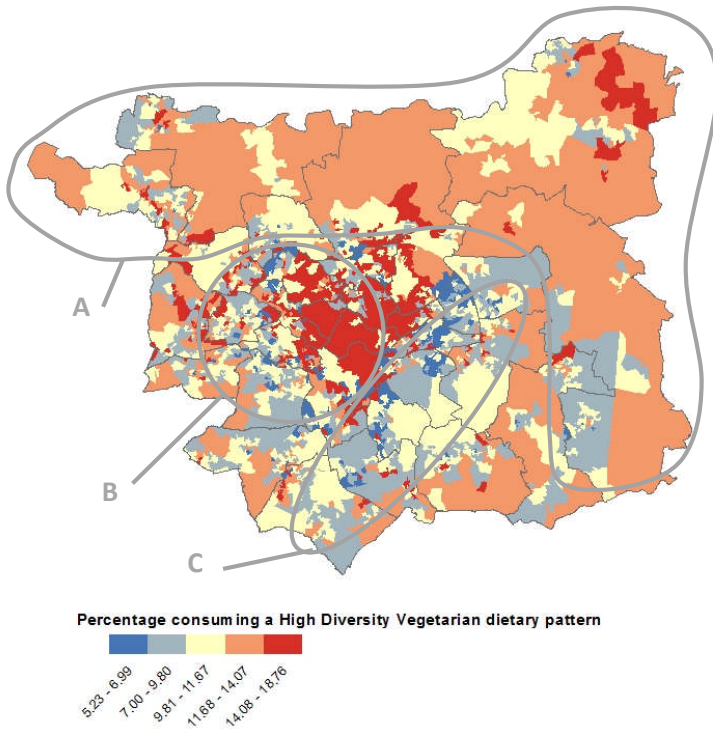 A
B
C
Percentage consuming a High Diversity Vegetarian dietary pattern
5.23 - 6.99
7.00 - 9.80
9.81 - 11.67
11.68 - 14.07
14.08 - 18.76